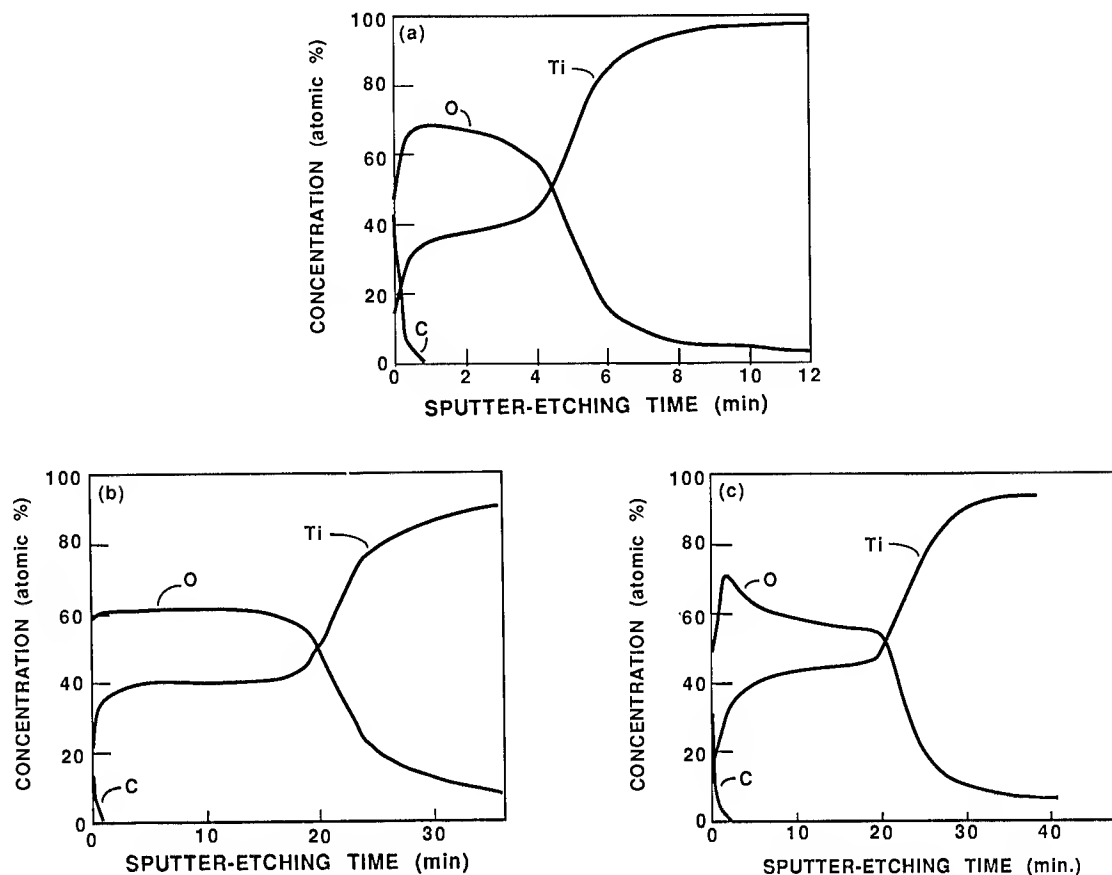 (a)
CONCENTRATION (atomic %)
100
80
60
40
20
0
Ti
O
C
0 2 4 6 8 10 12
SPUTTER-ETCHING TIME (min)
(b)
CONCENTRATION (atomic %)
100
80
60
40
20
0
Ti
O
C
0 10 20 30
SPUTTER-ETCHING TIME (min)
(c)
CONCENTRATION (atomic %)
100
80
60
40
20
0
Ti
O
C
0 10 20 30 40
SPUTTER-ETCHING TIME (min.)